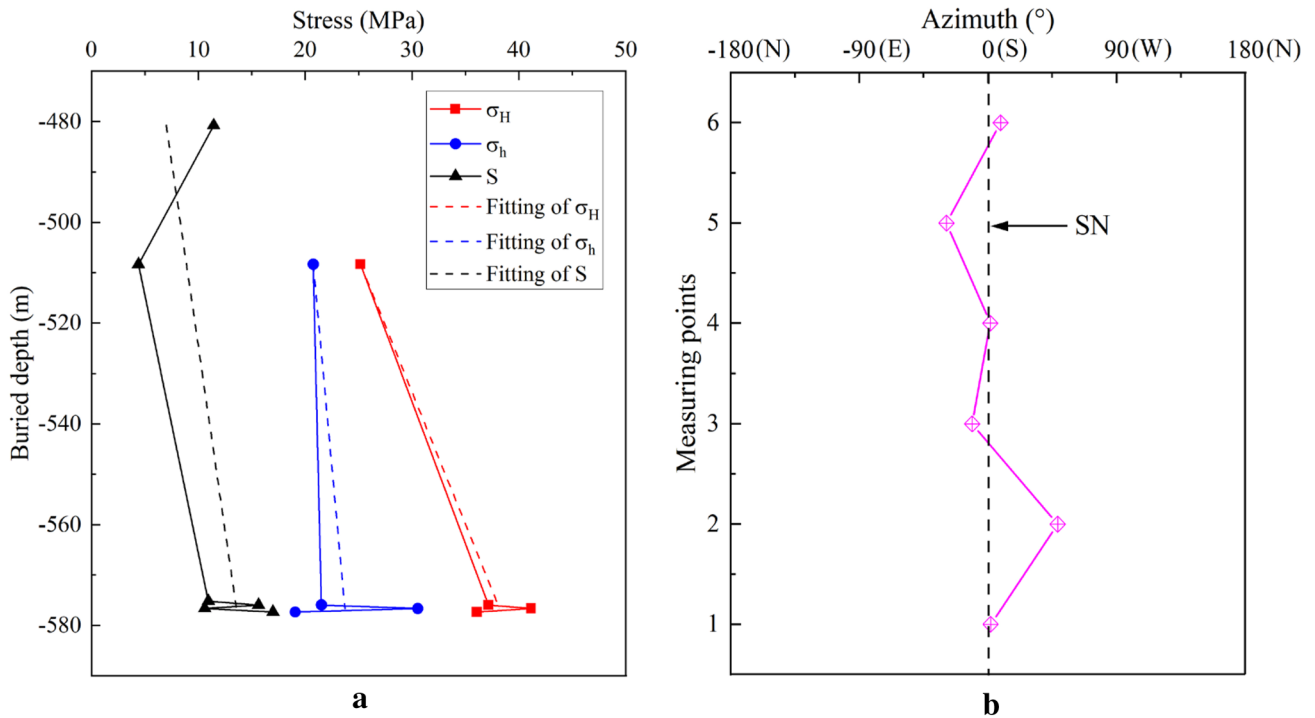 Stress (MPa)
0 10 20 30 40 50
Buried depth (m)
-480
-500
-520
-540
-560
-580
σH
σh
S
Fitting of σH
Fitting of σh
Fitting of S
a
Azimuth (°)
-180(N) -90(E) 0(S) 90(W) 180(N)
Measuring points
6
5
4
3
2
1
SN
b